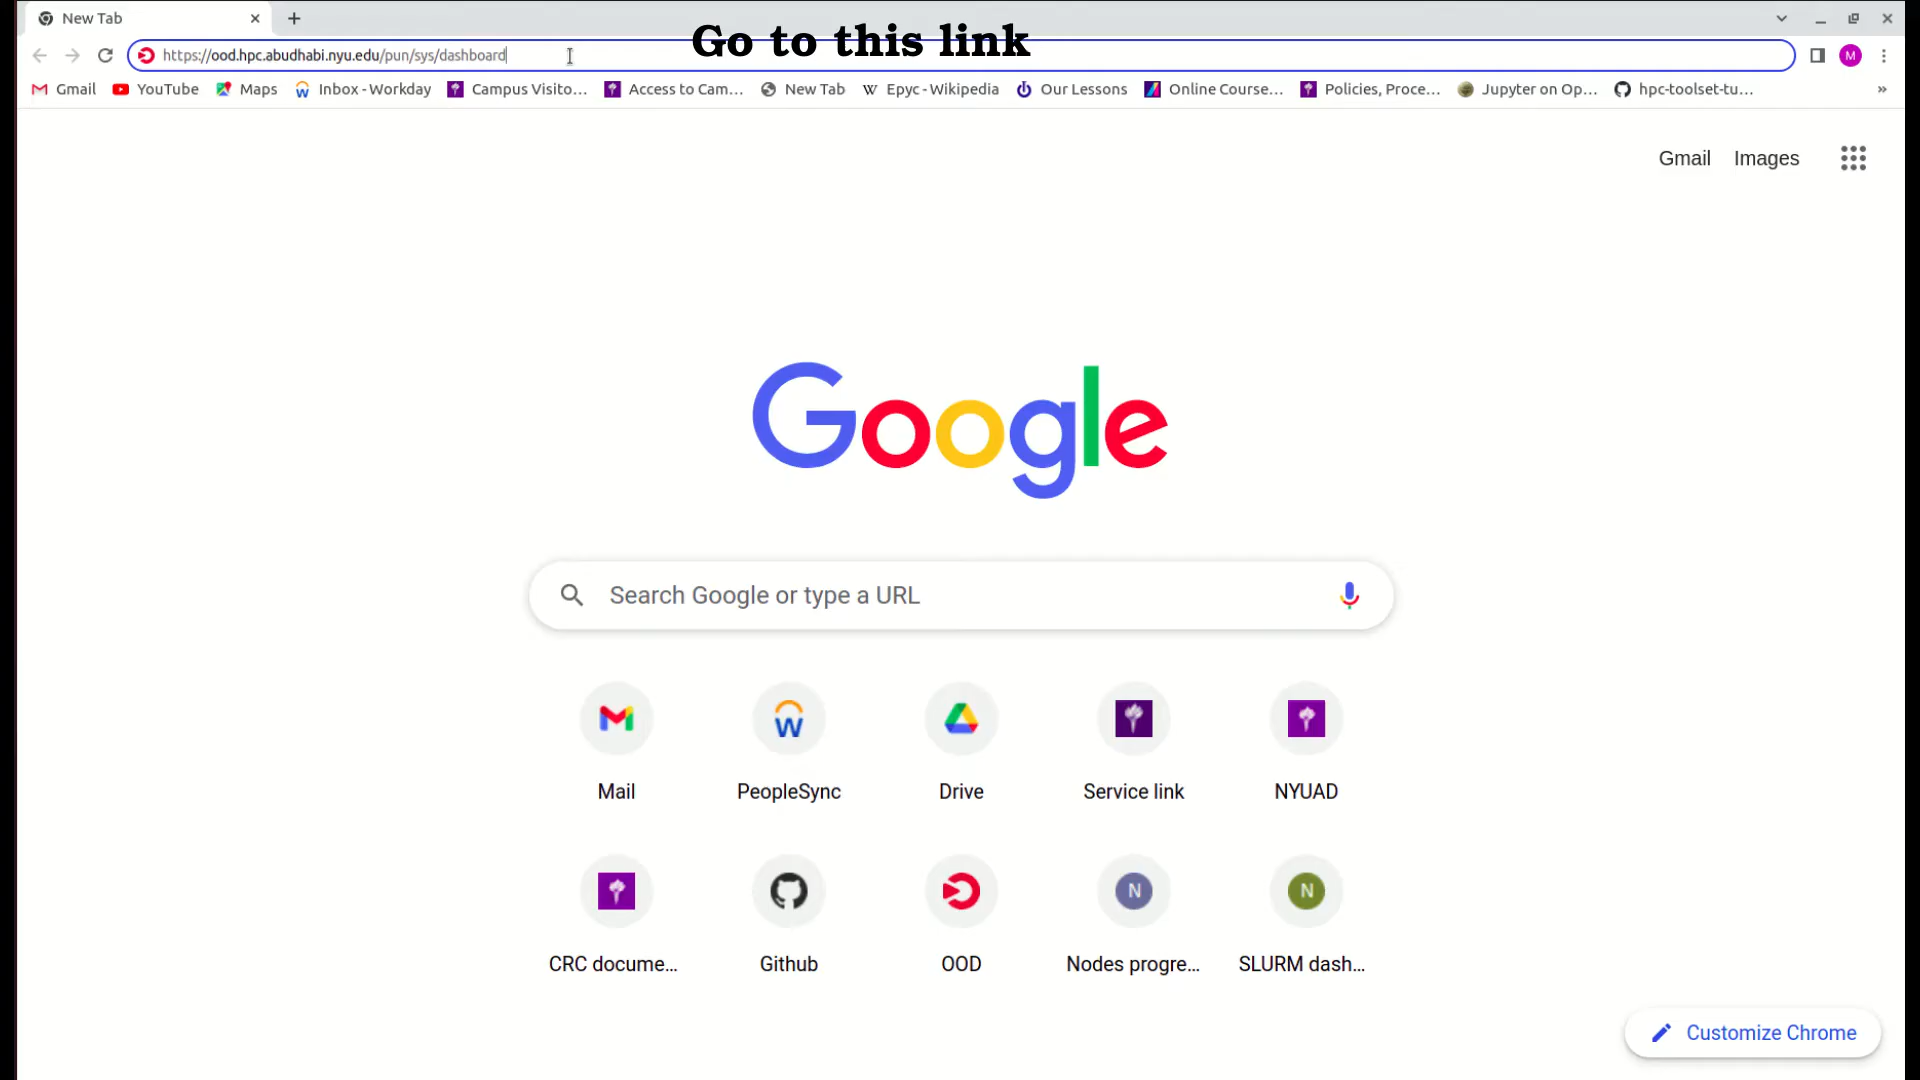 New Tab
Go to this link
https://ood.hpc.abudhabi.nyu.edu/pun/sys/dashboard
M
Gmail YouTube Maps Inbox - Workday Campus Visito... Access to Cam... New Tab Epyc - Wikipedia Our Lessons Online Course... Policies, Proce... Jupyter on Op... hpc-toolset-tu... »
Gmail Images
Google
Search Google or type a URL
Mail PeopleSync Drive Service link NYUAD
N N
CRC docume... Github OOD Nodes progre... SLURM dash...
Customize Chrome